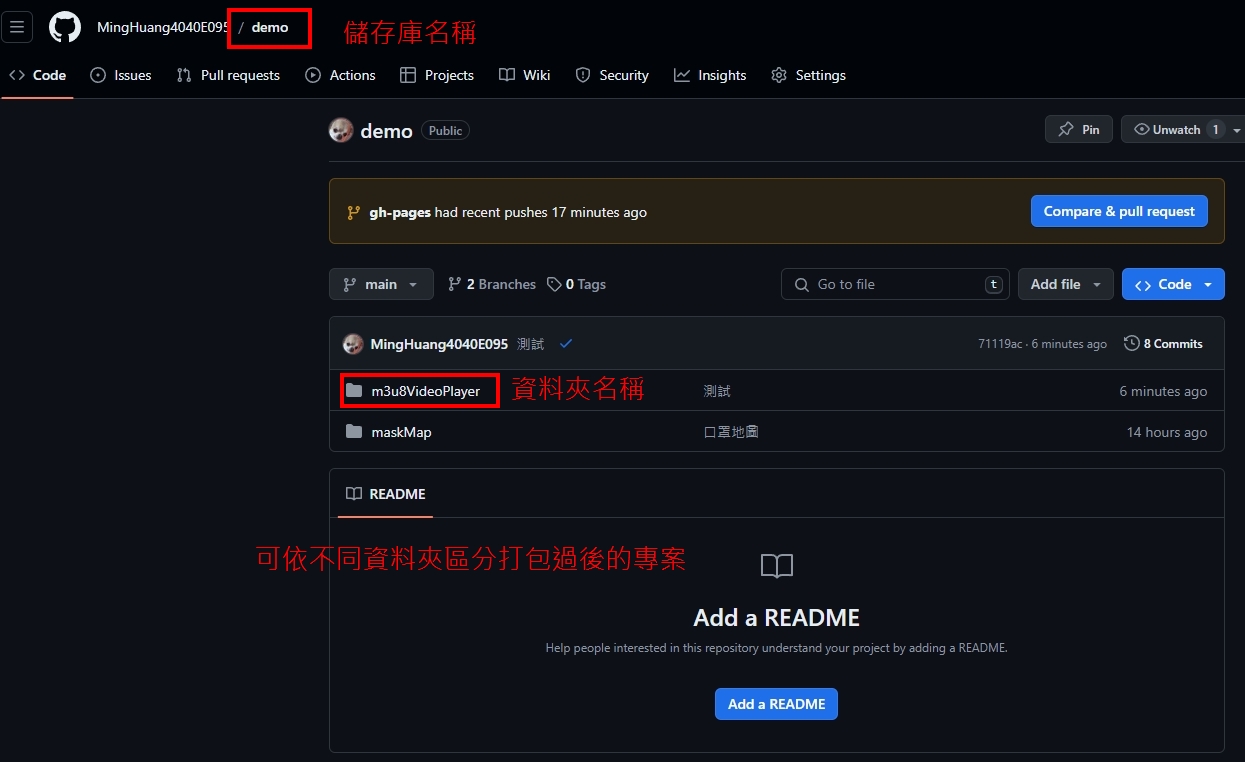 MingHuang4040E095 / demo 儲存庫名稱
Code Issues Pull requests Actions Projects Wiki Security Insights Settings
demo Public Pin Unwatch 1
gh-pages had recent pushes 17 minutes ago Compare & pull request
main 2 Branches 0 Tags Go to file t Add file Code
MingHuang4040E095 測試 71119ac · 6 minutes ago 8 Commits
m3u8VideoPlayer 資料夾名稱 測試 6 minutes ago
maskMap 口罩地圖 14 hours ago
README
可依不同資料夾區分打包過後的專案
Add a README
Help people interested in this repository understand your project by adding a README.
Add a README